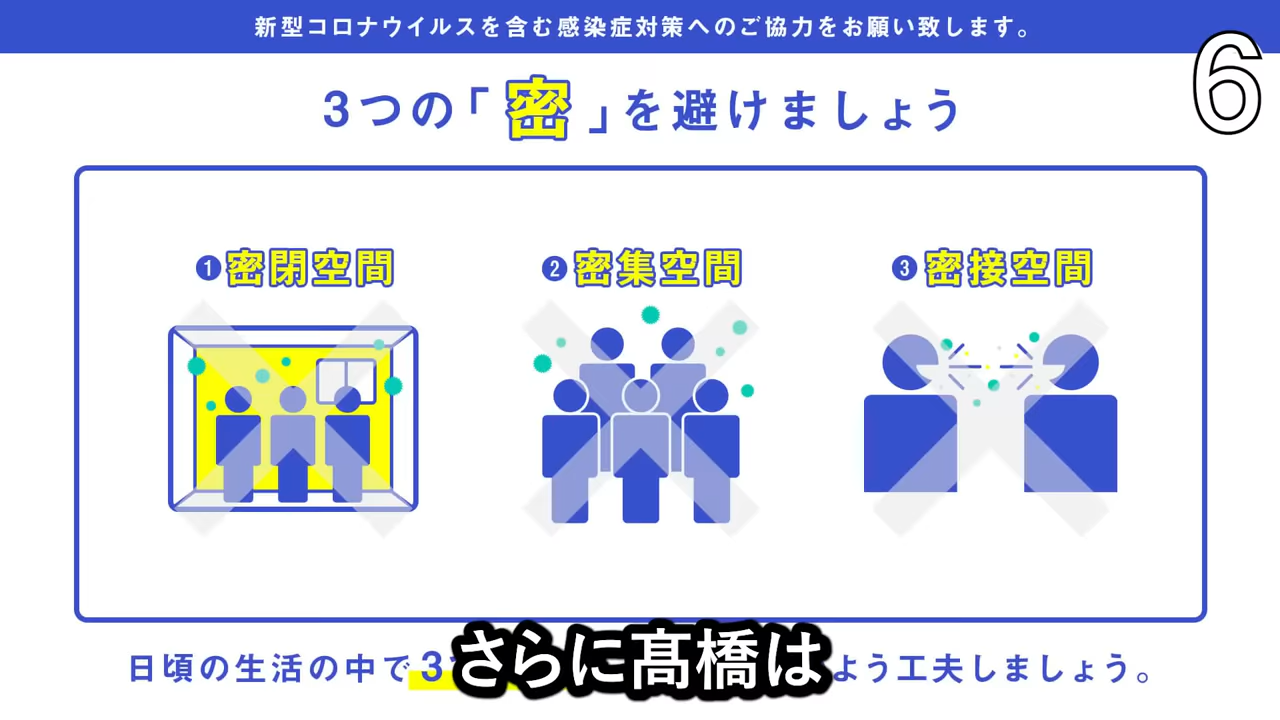 新型コロナウイルスを含む感染症対策へのご協力をお願い致します。
6
3つの「密」を避けましょう
❶密閉空間
❷密集空間
❸密接空間
日頃の生活の中で3
よう工夫しましょう。
さらに髙橋は